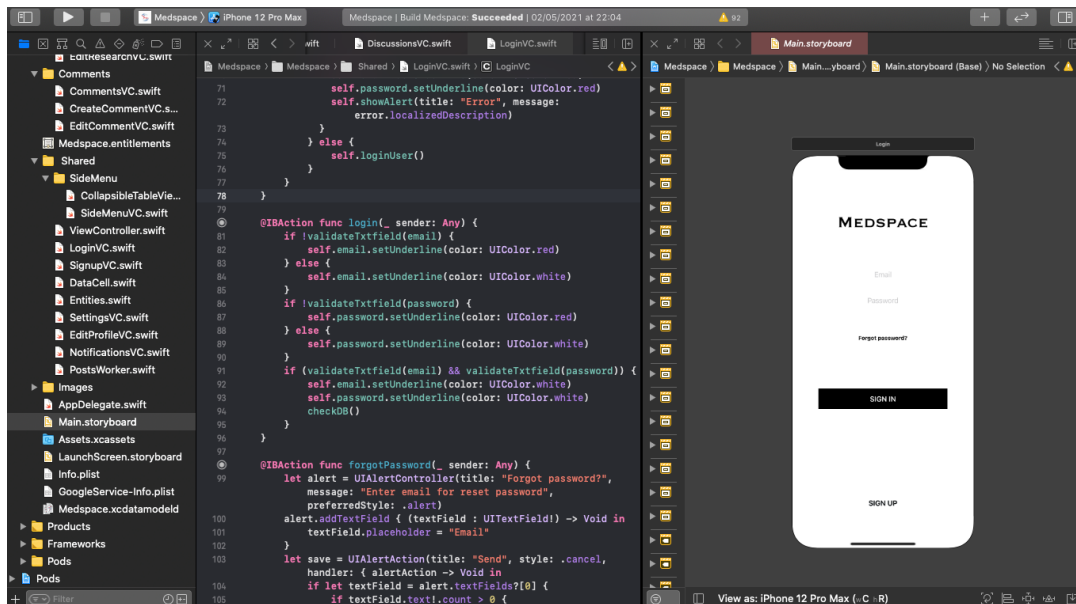 Medspace 〉 iPhone 12 Pro Max
Medspace | Build Medspace: Succeeded | 02/05/2021 at 22:04
92
wift
DiscussionsVC.swift
LoginVC.swift
Main.storyboard
Medspace 〉 Medspace 〉 Shared 〉 LoginVC.swift 〉 C LoginVC
Medspace 〉 Medspace 〉 Main....yboard 〉 Main.storyboard (Base) 〉 No Selection
EditResearchVC.swift
Comments
CommentsVC.swift
CreateCommentVC.s...
EditCommentVC.swift
Medspace.entitlements
Shared
SideMenu
CollapsibleTableVie...
SideMenuVC.swift
ViewController.swift
LoginVC.swift
SignupVC.swift
DataCell.swift
Entities.swift
SettingsVC.swift
EditProfileVC.swift
NotificationsVC.swift
PostsWorker.swift
Images
AppDelegate.swift
Main.storyboard
Assets.xcassets
LaunchScreen.storyboard
Info.plist
GoogleService-Info.plist
Medspace.xcdatamodeld
Products
Frameworks
Pods
Pods
Filter
71 self.password.setUnderline(color: UIColor.red)
72 self.showAlert(title: "Error", message:
error.localizedDescription)
73 }
74 } else {
75 self.loginUser()
76 }
77 }
78 }
79
@IBAction func login(_ sender: Any) {
81 if !validateTxtfield(email) {
82 self.email.setUnderline(color: UIColor.red)
83 } else {
84 self.email.setUnderline(color: UIColor.white)
85 }
86 if !validateTxtfield(password) {
87 self.password.setUnderline(color: UIColor.red)
88 } else {
89 self.password.setUnderline(color: UIColor.white)
90 }
91 if (validateTxtfield(email) && validateTxtfield(password)) {
92 self.email.setUnderline(color: UIColor.white)
93 self.password.setUnderline(color: UIColor.white)
94 checkDB()
95 }
96 }
97
@IBAction func forgotPassword(_ sender: Any) {
99 let alert = UIAlertController(title: "Forgot password?",
message: "Enter email for reset password",
preferredStyle: .alert)
100 alert.addTextField { (textField : UITextField!) -> Void in
101 textField.placeholder = "Email"
102 }
103 let save = UIAlertAction(title: "Send", style: .cancel,
handler: { alertAction -> Void in
104 if let textField = alert.textFields?[0] {
105 if textField.text!.count > 0 {
Login
MEDSPACE
Email
Password
Forgot password?
SIGN IN
SIGN UP
View as: iPhone 12 Pro Max (wC hR)